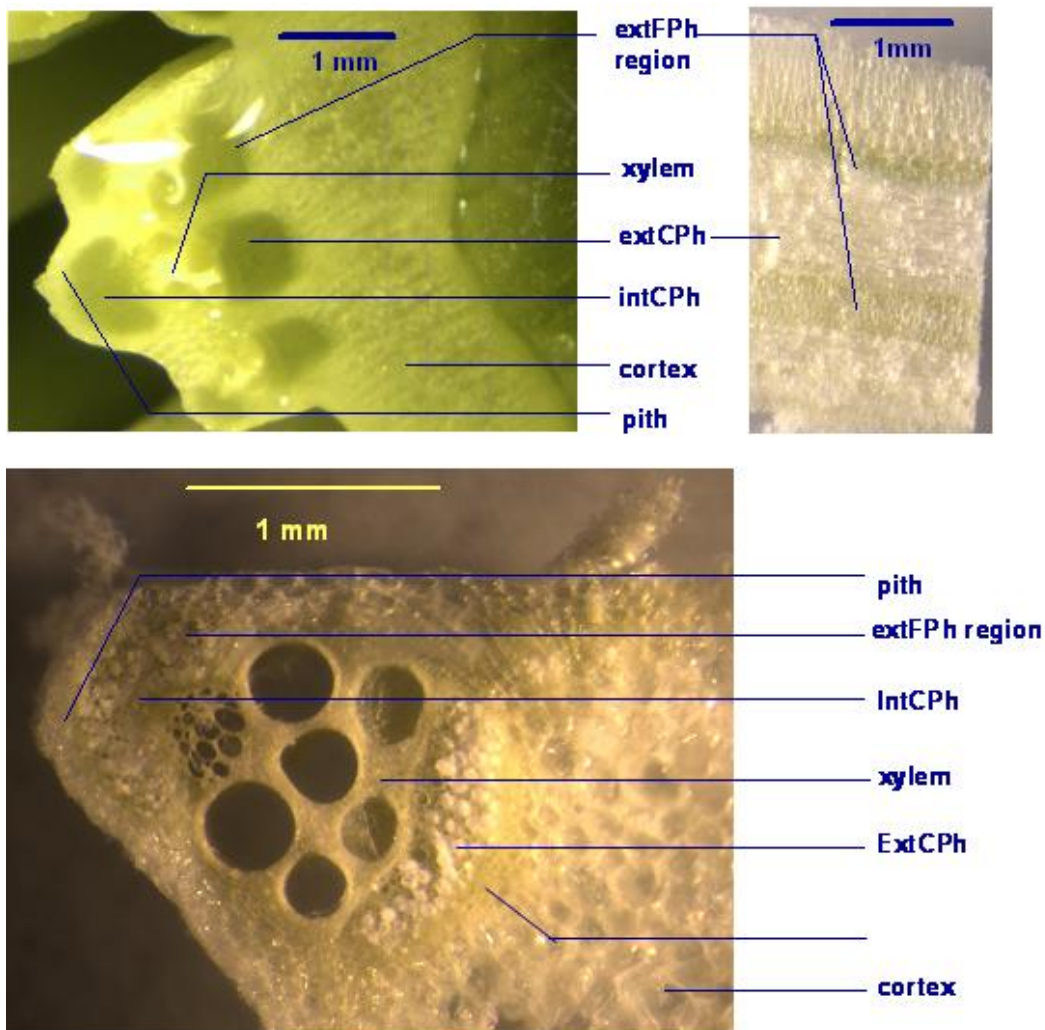 1 mm
extFPh
region
1mm
xylem
extCPh
intCPh
cortex
pith
1 mm
pith
extFPh region
IntCPh
xylem
ExtCPh
cortex